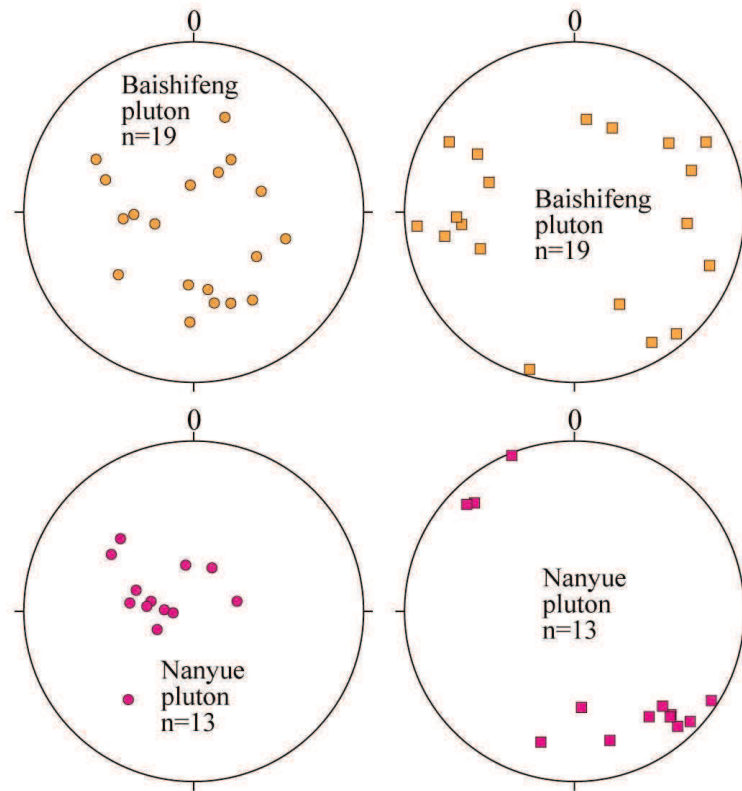 0
Baishifeng
pluton
n=19
0
Baishifeng
pluton
n=19
0
Nanyue
pluton
n=13
0
Nanyue
pluton
n=13